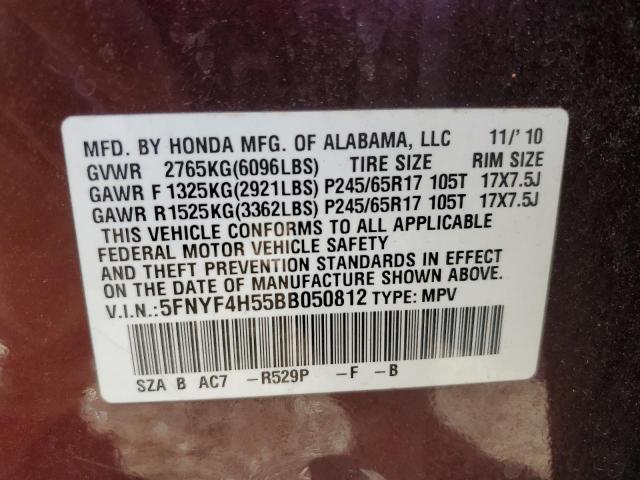 MFD. BY HONDA MFG. OF ALABAMA, LLC 11/'10
GVWR 2765KG(6096LBS) TIRE SIZE RIM SIZE
GAWR F 1325KG(2921LBS) P245/65R17 105T 17X7.5J
GAWR R1525KG(3362LBS) P245/65R17 105T 17X7.5J
THIS VEHICLE CONFORMS TO ALL APPLICABLE
FEDERAL MOTOR VEHICLE SAFETY
AND THEFT PREVENTION STANDARDS IN EFFECT
ON THE DATE OF MANUFACTURE SHOWN ABOVE.
V.I.N.:5FNYF4H55BB050812 TYPE: MPV
SZA B AC7 -R529P -F -B